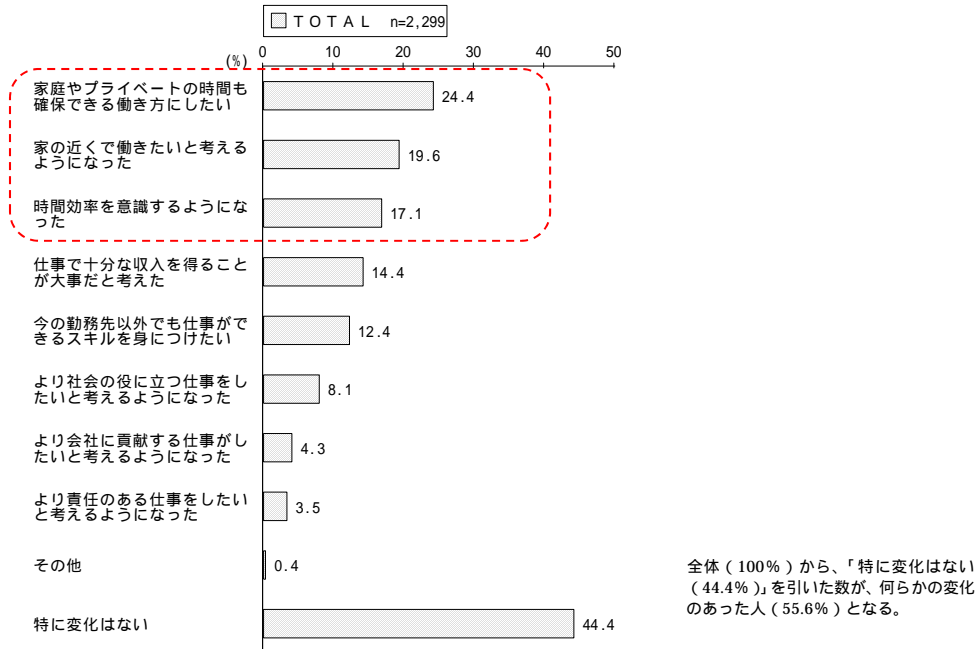 TOTAL n=2,299
0 10 20 30 40 50
(%)
家庭やプライベートの時間も
確保できる働き方にしたい
24.4
家の近くで働きたいと考える
ようになった
19.6
時間効率を意識するようにな
った
17.1
仕事で十分な収入を得ること
が大事だと考えた
14.4
今の勤務先以外でも仕事がで
きるスキルを身につけたい
12.4
より社会の役に立つ仕事をし
たいと考えるようになった
8.1
より会社に貢献する仕事がし
たいと考えるようになった
4.3
より責任のある仕事をしたい
と考えるようになった
3.5
その他
0.4
特に変化はない
44.4
全体(100%)から、「特に変化はない
(44.4%)」を引いた数が、何らかの変化
のあった人(55.6%)となる。